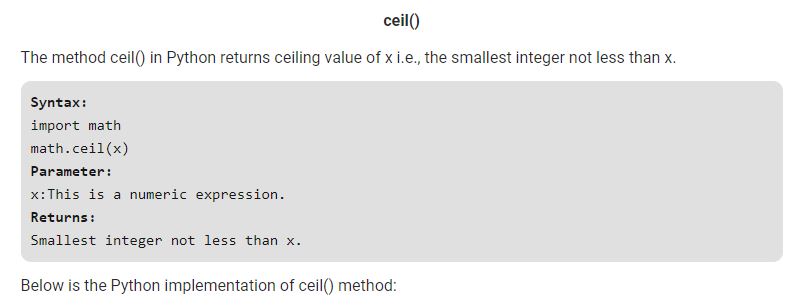 ceil()
The method ceil() in Python returns ceiling value of x i.e., the smallest integer not less than x.
Syntax:
import math
math.ceil(x)
Parameter:
x:This is a numeric expression.
Returns:
Smallest integer not less than x.
Below is the Python implementation of ceil() method: